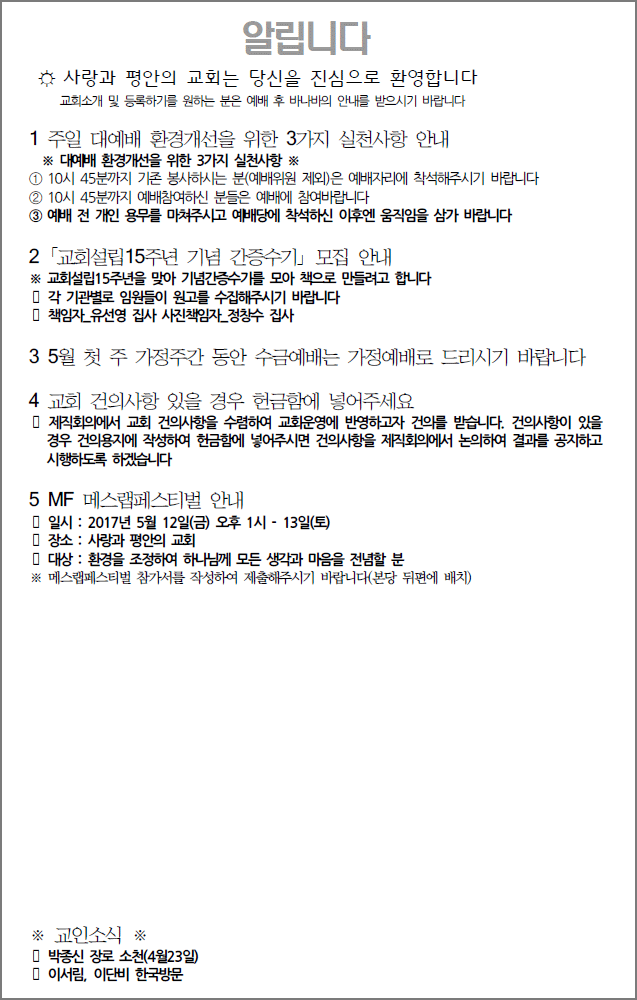 알립니다
☼ 사랑과 평안의 교회는 당신을 진심으로 환영합니다
교회소개 및 등록하기를 원하는 분은 예배 후 바나바의 안내를 받으시기 바랍니다
1 주일 대예배 환경개선을 위한 3가지 실천사항 안내
※ 대예배 환경개선을 위한 3가지 실천사항 ※
① 10시 45분까지 기존 봉사하시는 분(예배위원 제외)은 예배자리에 착석해주시기 바랍니다
② 10시 45분까지 예배참여하신 분들은 예배에 참여바랍니다
③ 예배 전 개인 용무를 마쳐주시고 예배당에 착석하신 이후엔 움직임을 삼가 바랍니다
2 「교회설립15주년 기념 간증수기」 모집 안내
※ 교회설립15주년을 맞아 기념간증수기를 모아 책으로 만들려고 합니다
▯ 각 기관별로 임원들이 원고를 수집해주시기 바랍니다
▯ 책임자_유선영 집사 사진책임자_정창수 집사
3 5월 첫 주 가정주간 동안 수금예배는 가정예배로 드리시기 바랍니다
4 교회 건의사항 있을 경우 헌금함에 넣어주세요
▯ 제직회의에서 교회 건의사항을 수렴하여 교회운영에 반영하고자 건의를 받습니다. 건의사항이 있을
경우 건의용지에 작성하여 헌금함에 넣어주시면 건의사항을 제직회의에서 논의하여 결과를 공지하고
시행하도록 하겠습니다
5 MF 메스랩페스티벌 안내
▯ 일시 : 2017년 5월 12일(금) 오후 1시 - 13일(토)
▯ 장소 : 사랑과 평안의 교회
▯ 대상 : 환경을 조정하여 하나님께 모든 생각과 마음을 전념할 분
※ 메스랩페스티벌 참가서를 작성하여 제출해주시기 바랍니다(본당 뒤편에 배치)
※ 교인소식 ※
▯ 박종신 장로 소천(4월23일)
▯ 이서림, 이단비 한국방문